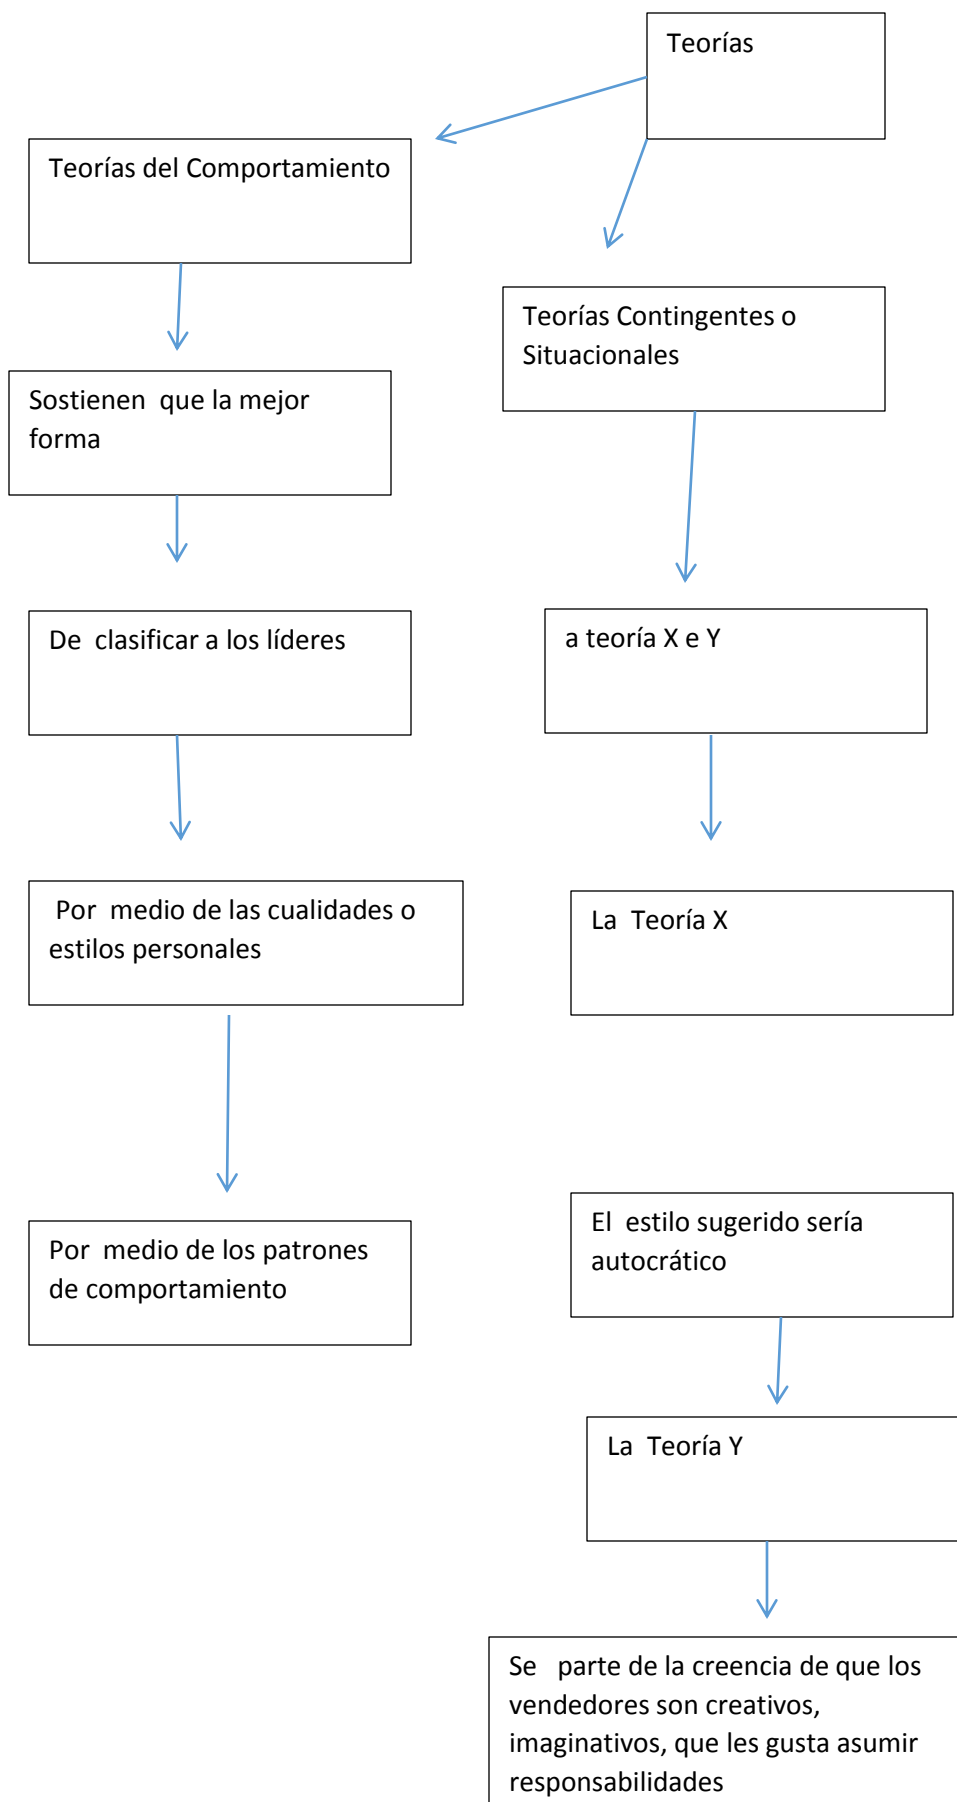 Teorías
Teorías del Comportamiento
Teorías Contingentes o
Situacionales
Sostienen  que la mejor
forma
De  clasificar a los líderes
a teoría X e Y
Por  medio de las cualidades o
estilos personales
La  Teoría X
Por  medio de los patrones
de comportamiento
El  estilo sugerido sería
autocrático
La  Teoría Y
Se   parte de la creencia de que los
vendedores son creativos,
imaginativos, que les gusta asumir
responsabilidades